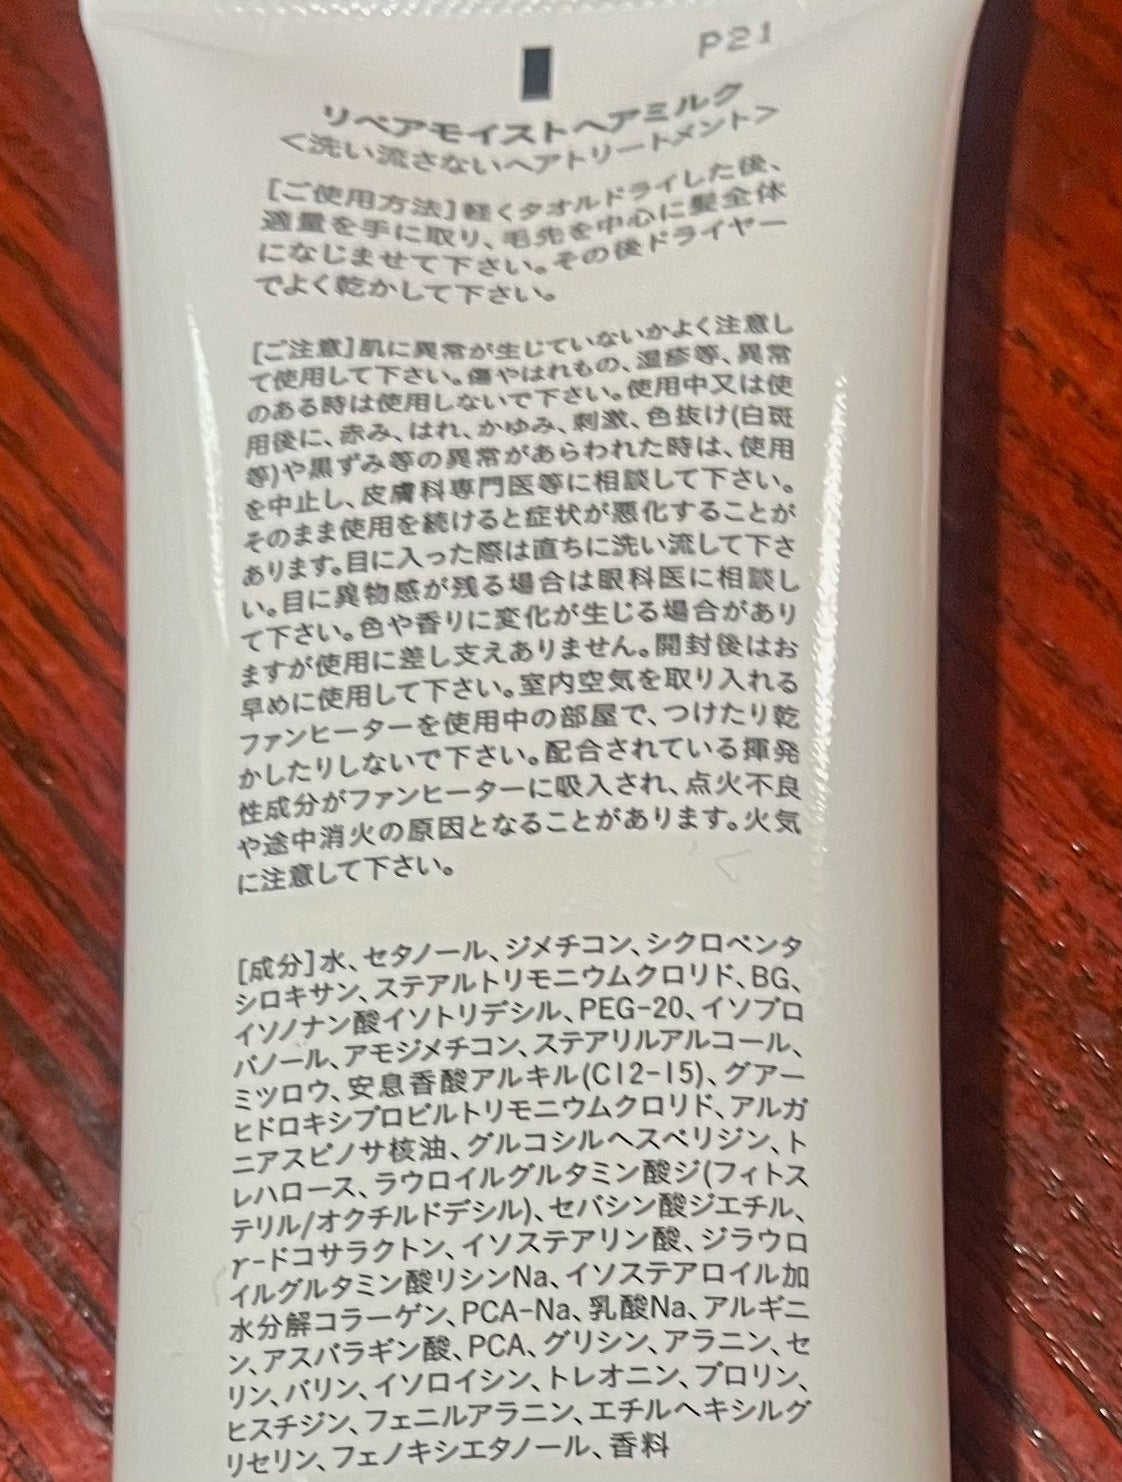 P21
リペアモイストヘアミルク
<洗い流さないヘアトリートメント>
[ご使用方法]軽くタオルドライした後、
適量を手に取り、毛先を中心に髪全体
になじませて下さい。その後ドライヤー
でよく乾かして下さい。
[ご注意]肌に異常が生じていないかよく注意し
て使用して下さい。傷やはれもの、湿疹等、異常
のある時は使用しないで下さい。使用中又は使
用後に、赤み、はれ、かゆみ、刺激、色抜け(白斑
等)や黒ずみ等の異常があらわれた時は、使用
を中止し、皮膚科専門医等に相談して下さい。
そのまま使用を続けると症状が悪化することが
あります。目に入った際は直ちに洗い流して下さ
い。目に異物感が残る場合は眼科医に相談し
て下さい。色や香りに変化が生じる場合があり
ますが使用に差し支えありません。開封後はお
早めに使用して下さい。室内空気を取り入れる
ファンヒーターを使用中の部屋で、つけたり乾
かしたりしないで下さい。配合されている揮発
性成分がファンヒーターに吸入され、点火不良
や途中消火の原因となることがあります。火気
に注意して下さい。
[成分]水、セタノール、ジメチコン、シクロペンタ
シロキサン、ステアルトリモニウムクロリド、BG、
イソノナン酸イソトリデシル、PEG-20、イソプロ
パノール、アモジメチコン、ステアリルアルコール、
ミツロウ、安息香酸アルキル(C12-15)、グアー
ヒドロキシプロピルトリモニウムクロリド、アルガ
ニアスピノサ核油、グルコシルヘスペリジン、ト
レハロース、ラウロイルグルタミン酸ジ(フィトス
テリル/オクチルドデシル)、セバシン酸ジエチル、
γ-ドコサラクトン、イソステアリン酸、ジラウロ
イルグルタミン酸リシンNa、イソステアロイル加
水分解コラーゲン、PCA-Na、乳酸Na、アルギニ
ン、アスパラギン酸、PCA、グリシン、アラニン、セ
リン、バリン、イソロイシン、トレオニン、プロリン、
ヒスチジン、フェニルアラニン、エチルヘキシルグ
リセリン、フェノキシエタノール、香料